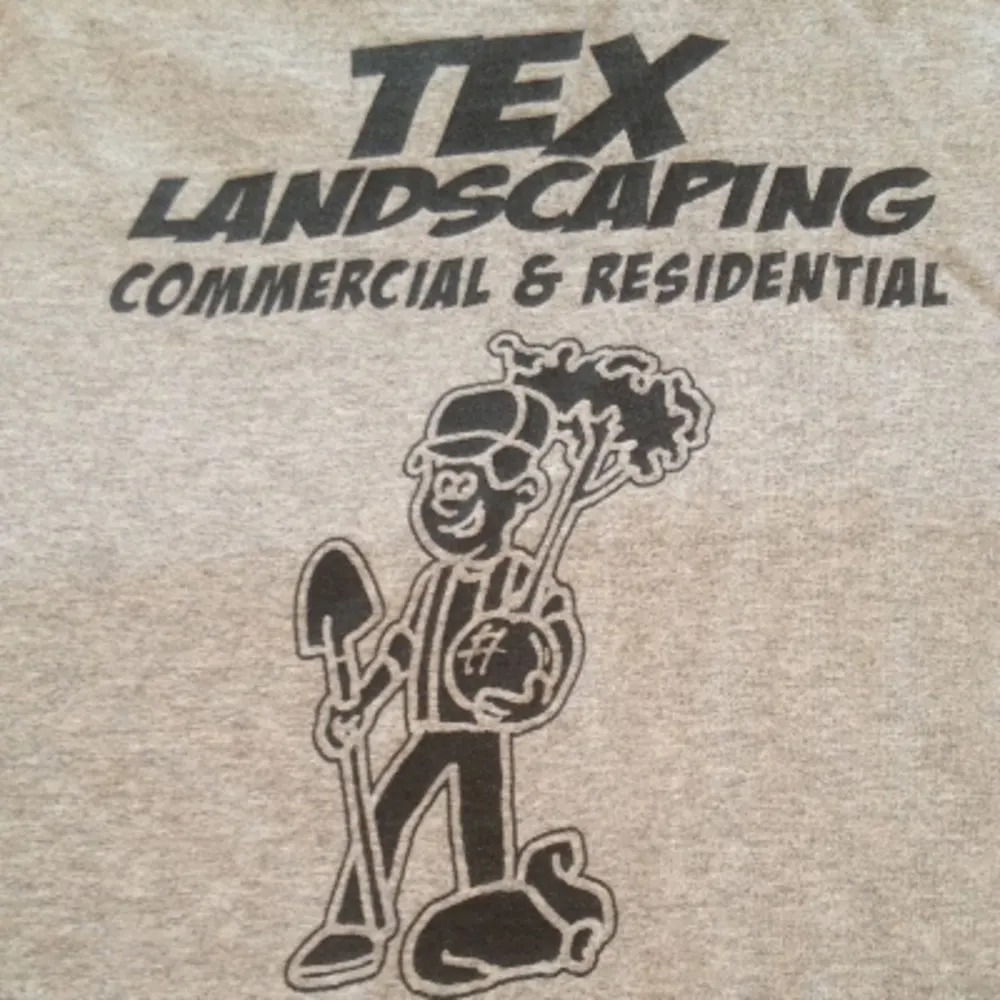 TEX
LANDSCAPING
COMMERCIAL & RESIDENTIAL